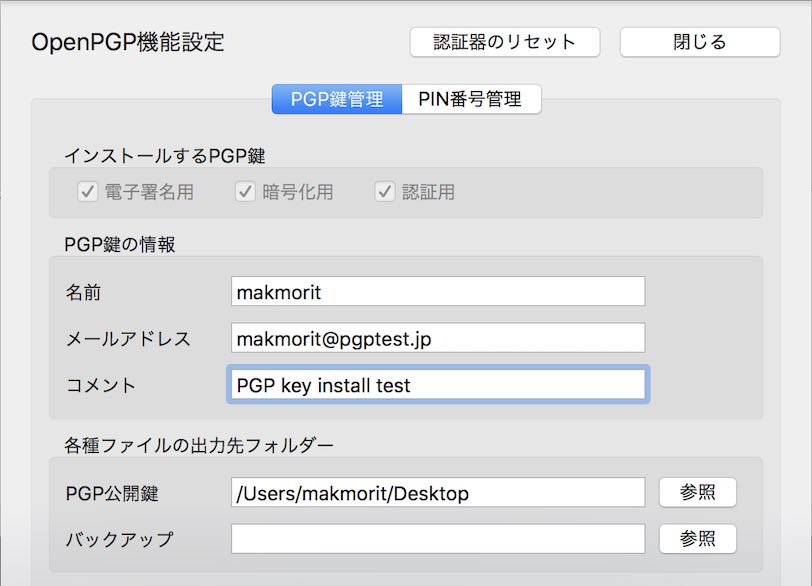 OpenPGP機能設定 認証器のリセット 閉じる
PGP鍵管理 PIN番号管理
インストールするPGP鍵
電子署名用 暗号化用 認証用
PGP鍵の情報
名前 makmorit
メールアドレス makmorit@pgptest.jp
コメント PGP key install test
各種ファイルの出力先フォルダー
PGP公開鍵 /Users/makmorit/Desktop 参照
バックアップ 参照